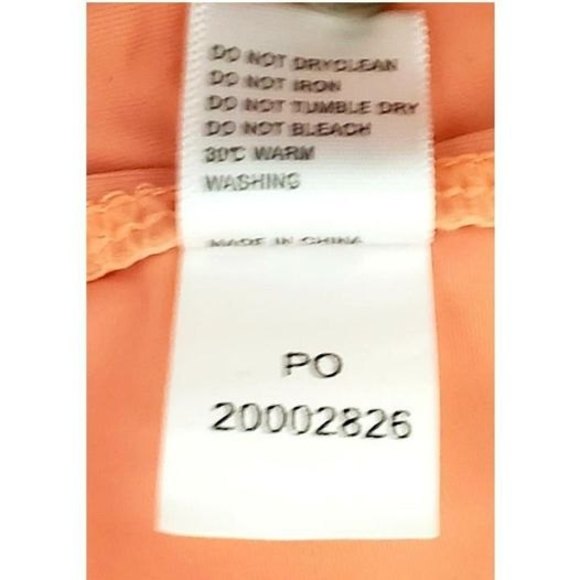 DO NOT DRYCLEAN
DO NOT IRON
DO NOT TUMBLE DRY
DO NOT BLEACH
30℃ WARM
WASHING
MADE IN CHINA
PO
20002826